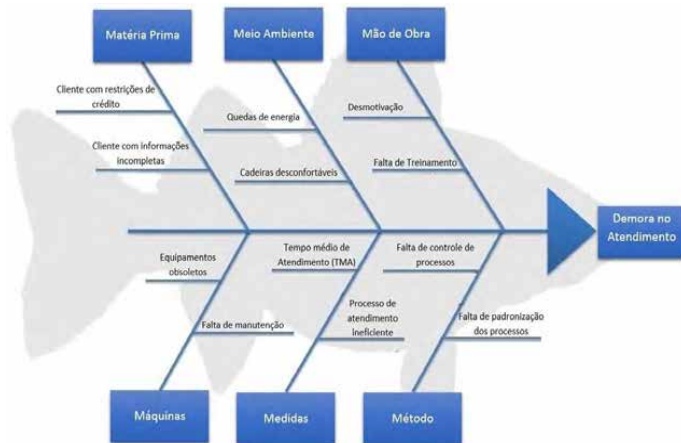 Matéria Prima
Meio Ambiente
Mão de Obra
Cliente com restrições de
crédito
Cliente com informações
incompletas
Quedas de energia
Cadeiras desconfortáveis
Desmotivação
Falta de Treinamento
Demora no
Atendimento
Equipamentos
obsoletos
Falta de manutenção
Tempo médio de
Atendimento (TMA)
Processo de
atendimento
ineficiente
Falta de controle de
processos
Falta de padronização
dos processos
Máquinas
Medidas
Método